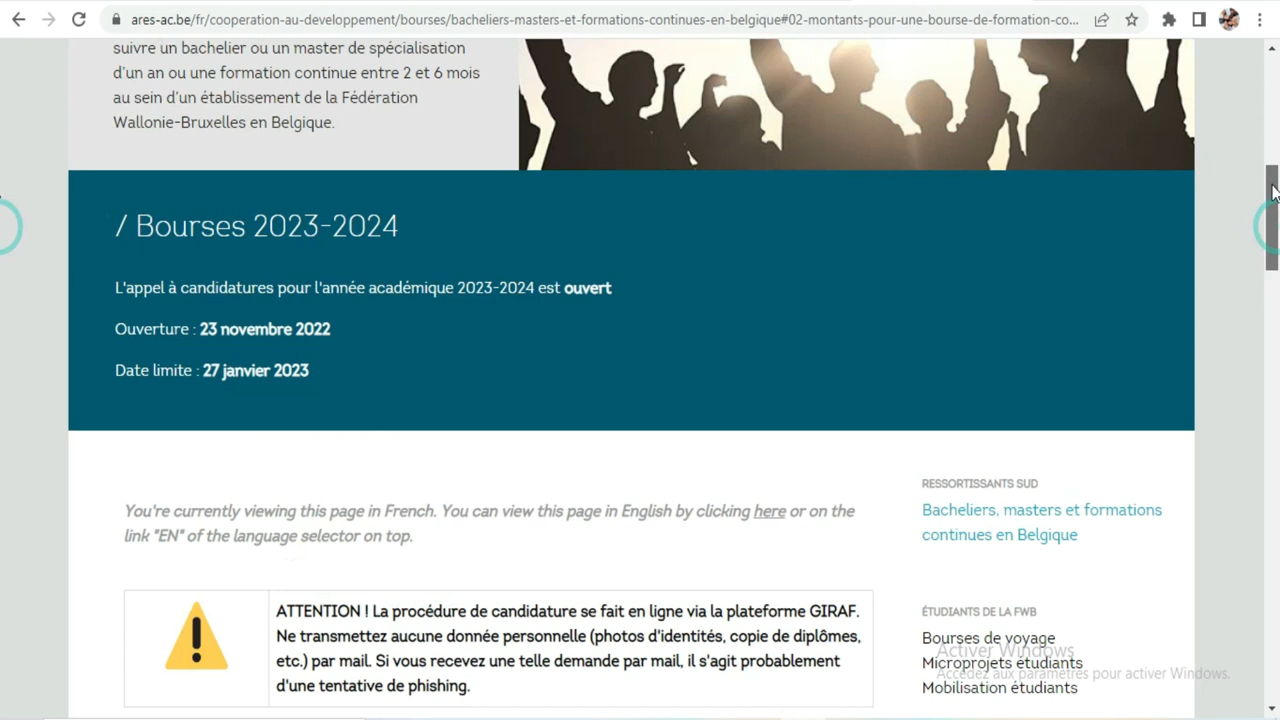 ares-ac.be/fr/cooperation-au-developpement/bourses/bacheliers-masters-et-formations-continues-en-belgique#02-montants-pour-une-bourse-de-formation-co...
suivre un bachelier ou un master de spécialisation
d'un an ou une formation continue entre 2 et 6 mois
au sein d'un établissement de la Fédération
Wallonie-Bruxelles en Belgique.
/ Bourses 2023-2024
L'appel à candidatures pour l'année académique 2023-2024 est ouvert
Ouverture : 23 novembre 2022
Date limite : 27 janvier 2023
You're currently viewing this page in French. You can view this page in English by clicking here or on the
link "EN" of the language selector on top.
ATTENTION ! La procédure de candidature se fait en ligne via la plateforme GIRAF.
Ne transmettez aucune donnée personnelle (photos d'identités, copie de diplômes,
etc.) par mail. Si vous recevez une telle demande par mail, il s'agit probablement
d'une tentative de phishing.
RESSORTISSANTS SUD
Bacheliers, masters et formations
continues en Belgique
ÉTUDIANTS DE LA FWB
Bourses de voyage
Microprojets étudiants
Mobilisation étudiants
Activer Windows
Accédez aux paramètres pour activer Windows.